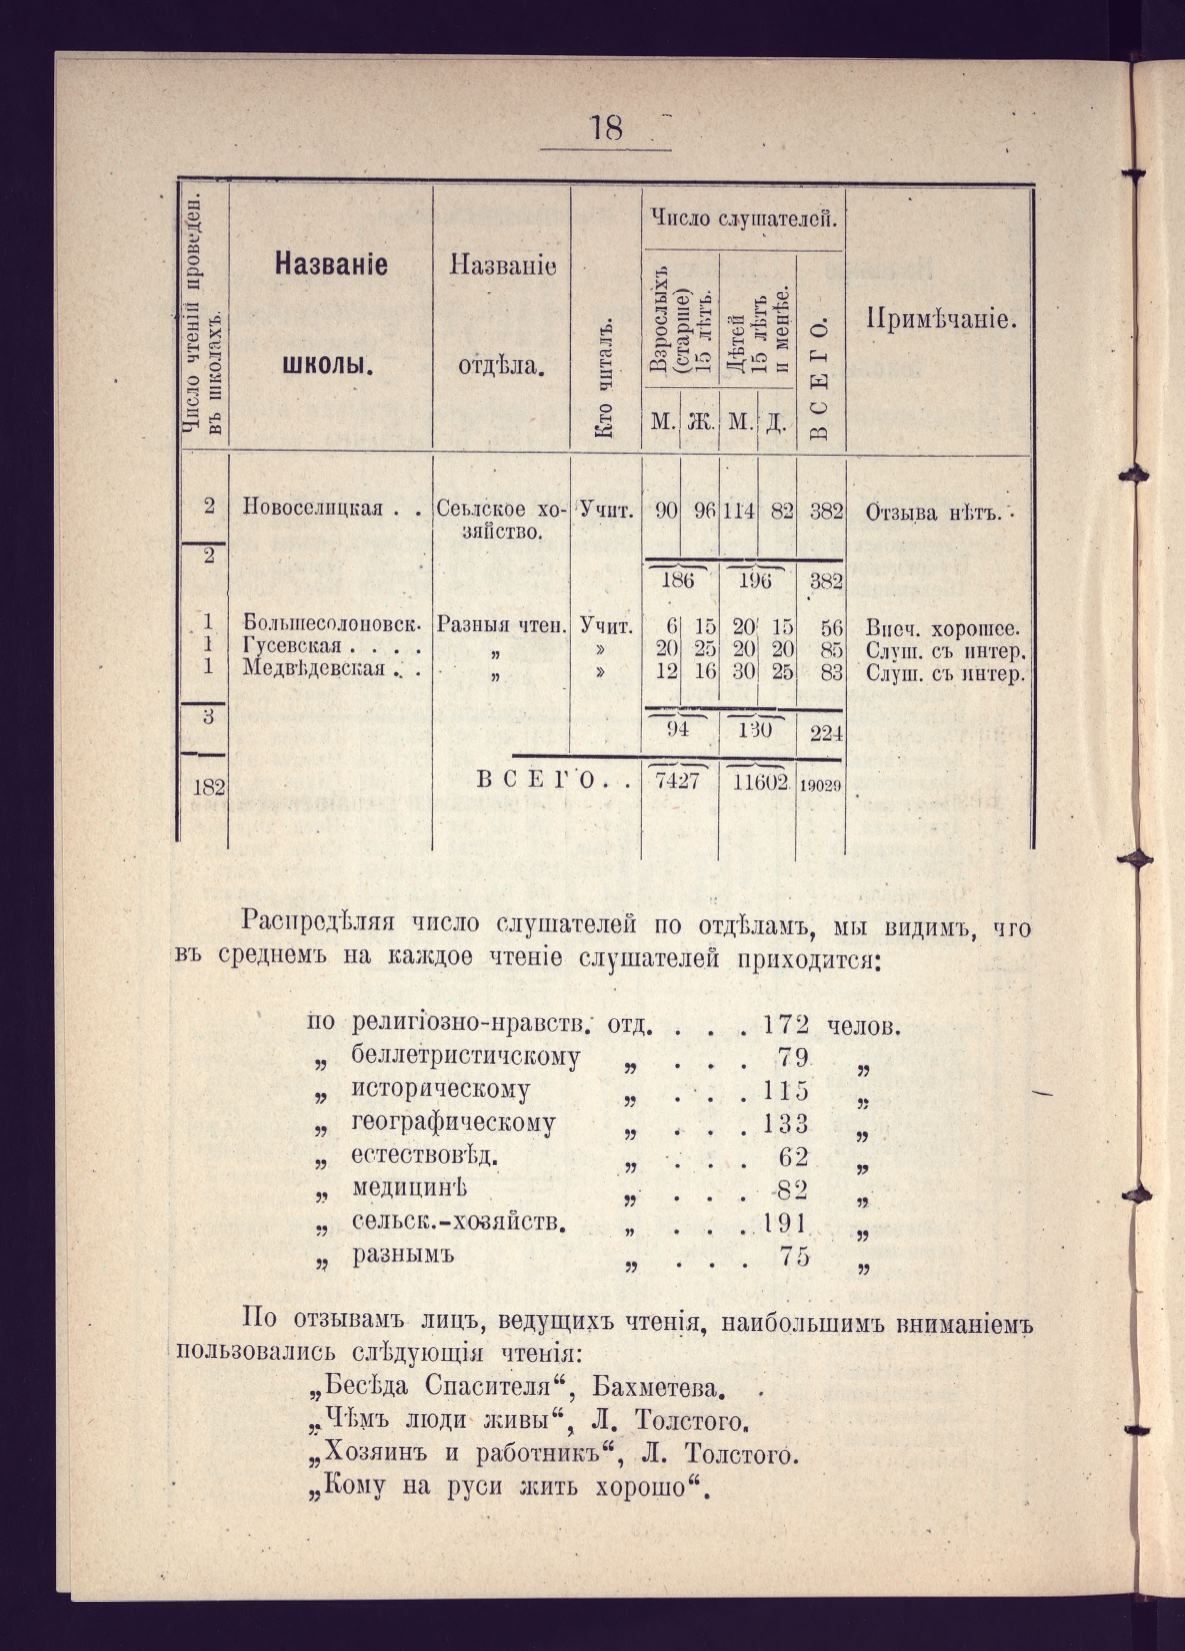 18
Число чтеній проведен. въ школахъ.
Названіе школы.
Названіе отдѣла.
Кто читалъ.
Число слушателей.
Взрослыхъ (старше) 15 лѣтъ.
Дѣтей 15 лѣтъ и менѣе.
ВСЕГО.
Примѣчаніе.
М. Ж. М. Д.
2 Новоселицкая . . Сеьлское хо- Учит. 90 96 114 82 382 Отзыва нѣтъ.
зяйство.
2 186 196 382
1 Большесолоновск. Разныя чтен. Учит. 6 15 20 15 56 Впеч. хорошее.
1 Гусевская . . . . „ » 20 25 20 20 85 Слуш. съ интер.
1 Медвѣдевская . . „ » 12 16 30 25 83 Слуш. съ интер.
3 94 130 224
182 ВСЕГО. . 7427 11602 19029
Распредѣляя число слушателей по отдѣламъ, мы видимъ, что
въ среднемъ на каждое чтеніе слушателей приходится:
по религіозно-нравств. отд. . . . 172 челов.
„ беллетристичскому „ . . . 79 „
„ историческому „ . . . 115 „
„ географическому „ . . . 133 „
„ естествовѣд. „ . . . 62 „
„ медицинѣ „ . . . 82 „
„ сельск.-хозяйств. „ . . . 191 „
„ разнымъ „ . . . 75 „
По отзывамъ лицъ, ведущихъ чтенія, наибольшимъ вниманіемъ
пользовались слѣдующія чтенія:
„Бесѣда Спасителя“, Бахметева.
„Чѣмъ люди живы“, Л. Толстого.
„Хозяинъ и работникъ“, Л. Толстого.
„Кому на руси жить хорошо“.